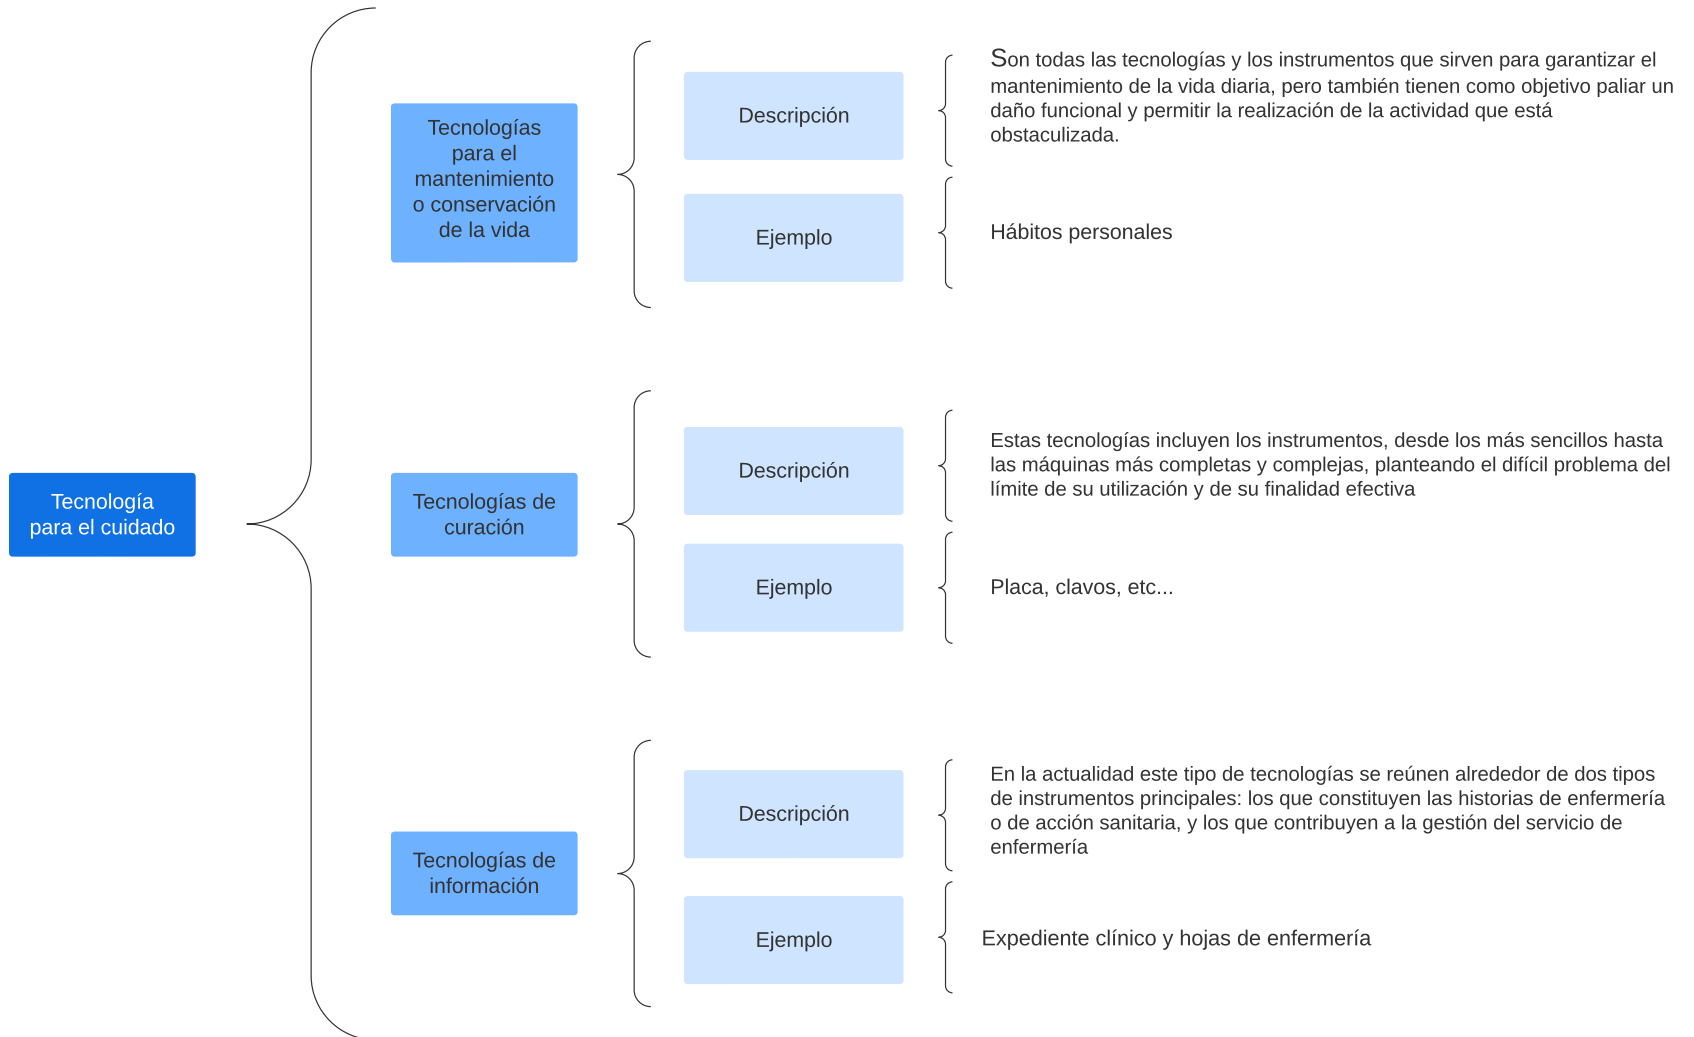 Tecnología
para el cuidado
Tecnologías
para el
mantenimiento
o conservación
de la vida
Descripción
Son todas las tecnologías y los instrumentos que sirven para garantizar el
mantenimiento de la vida diaria, pero también tienen como objetivo paliar un
daño funcional y permitir la realización de la actividad que está
obstaculizada.
Ejemplo
Hábitos personales
Tecnologías de
curación
Descripción
Estas tecnologías incluyen los instrumentos, desde los más sencillos hasta
las máquinas más completas y complejas, planteando el difícil problema del
límite de su utilización y de su finalidad efectiva
Ejemplo
Placa, clavos, etc...
Tecnologías de
información
Descripción
En la actualidad este tipo de tecnologías se reúnen alrededor de dos tipos
de instrumentos principales: los que constituyen las historias de enfermería
o de acción sanitaria, y los que contribuyen a la gestión del servicio de
enfermería
Ejemplo
Expediente clínico y hojas de enfermería